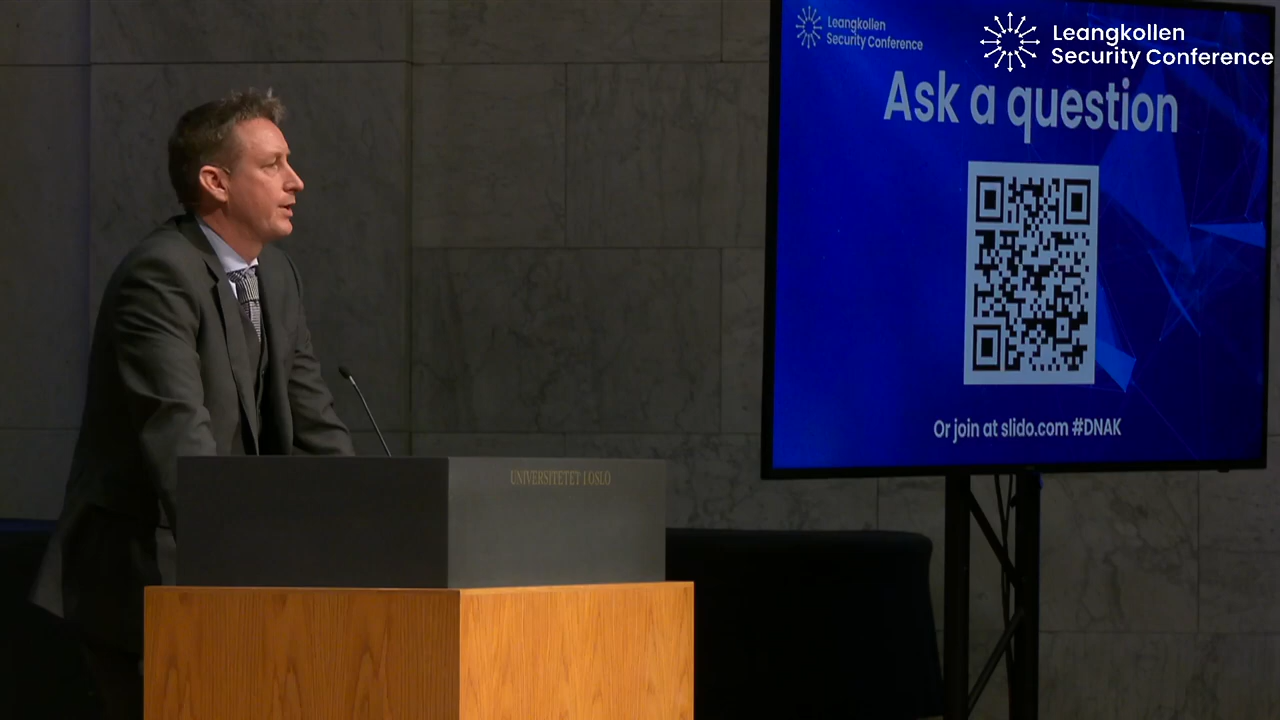 Leangkollen
Security Conference
Leangkollen
Security Conference
Ask a question
Or join at slido.com #DNAK
UNIVERSITETET I OSLO